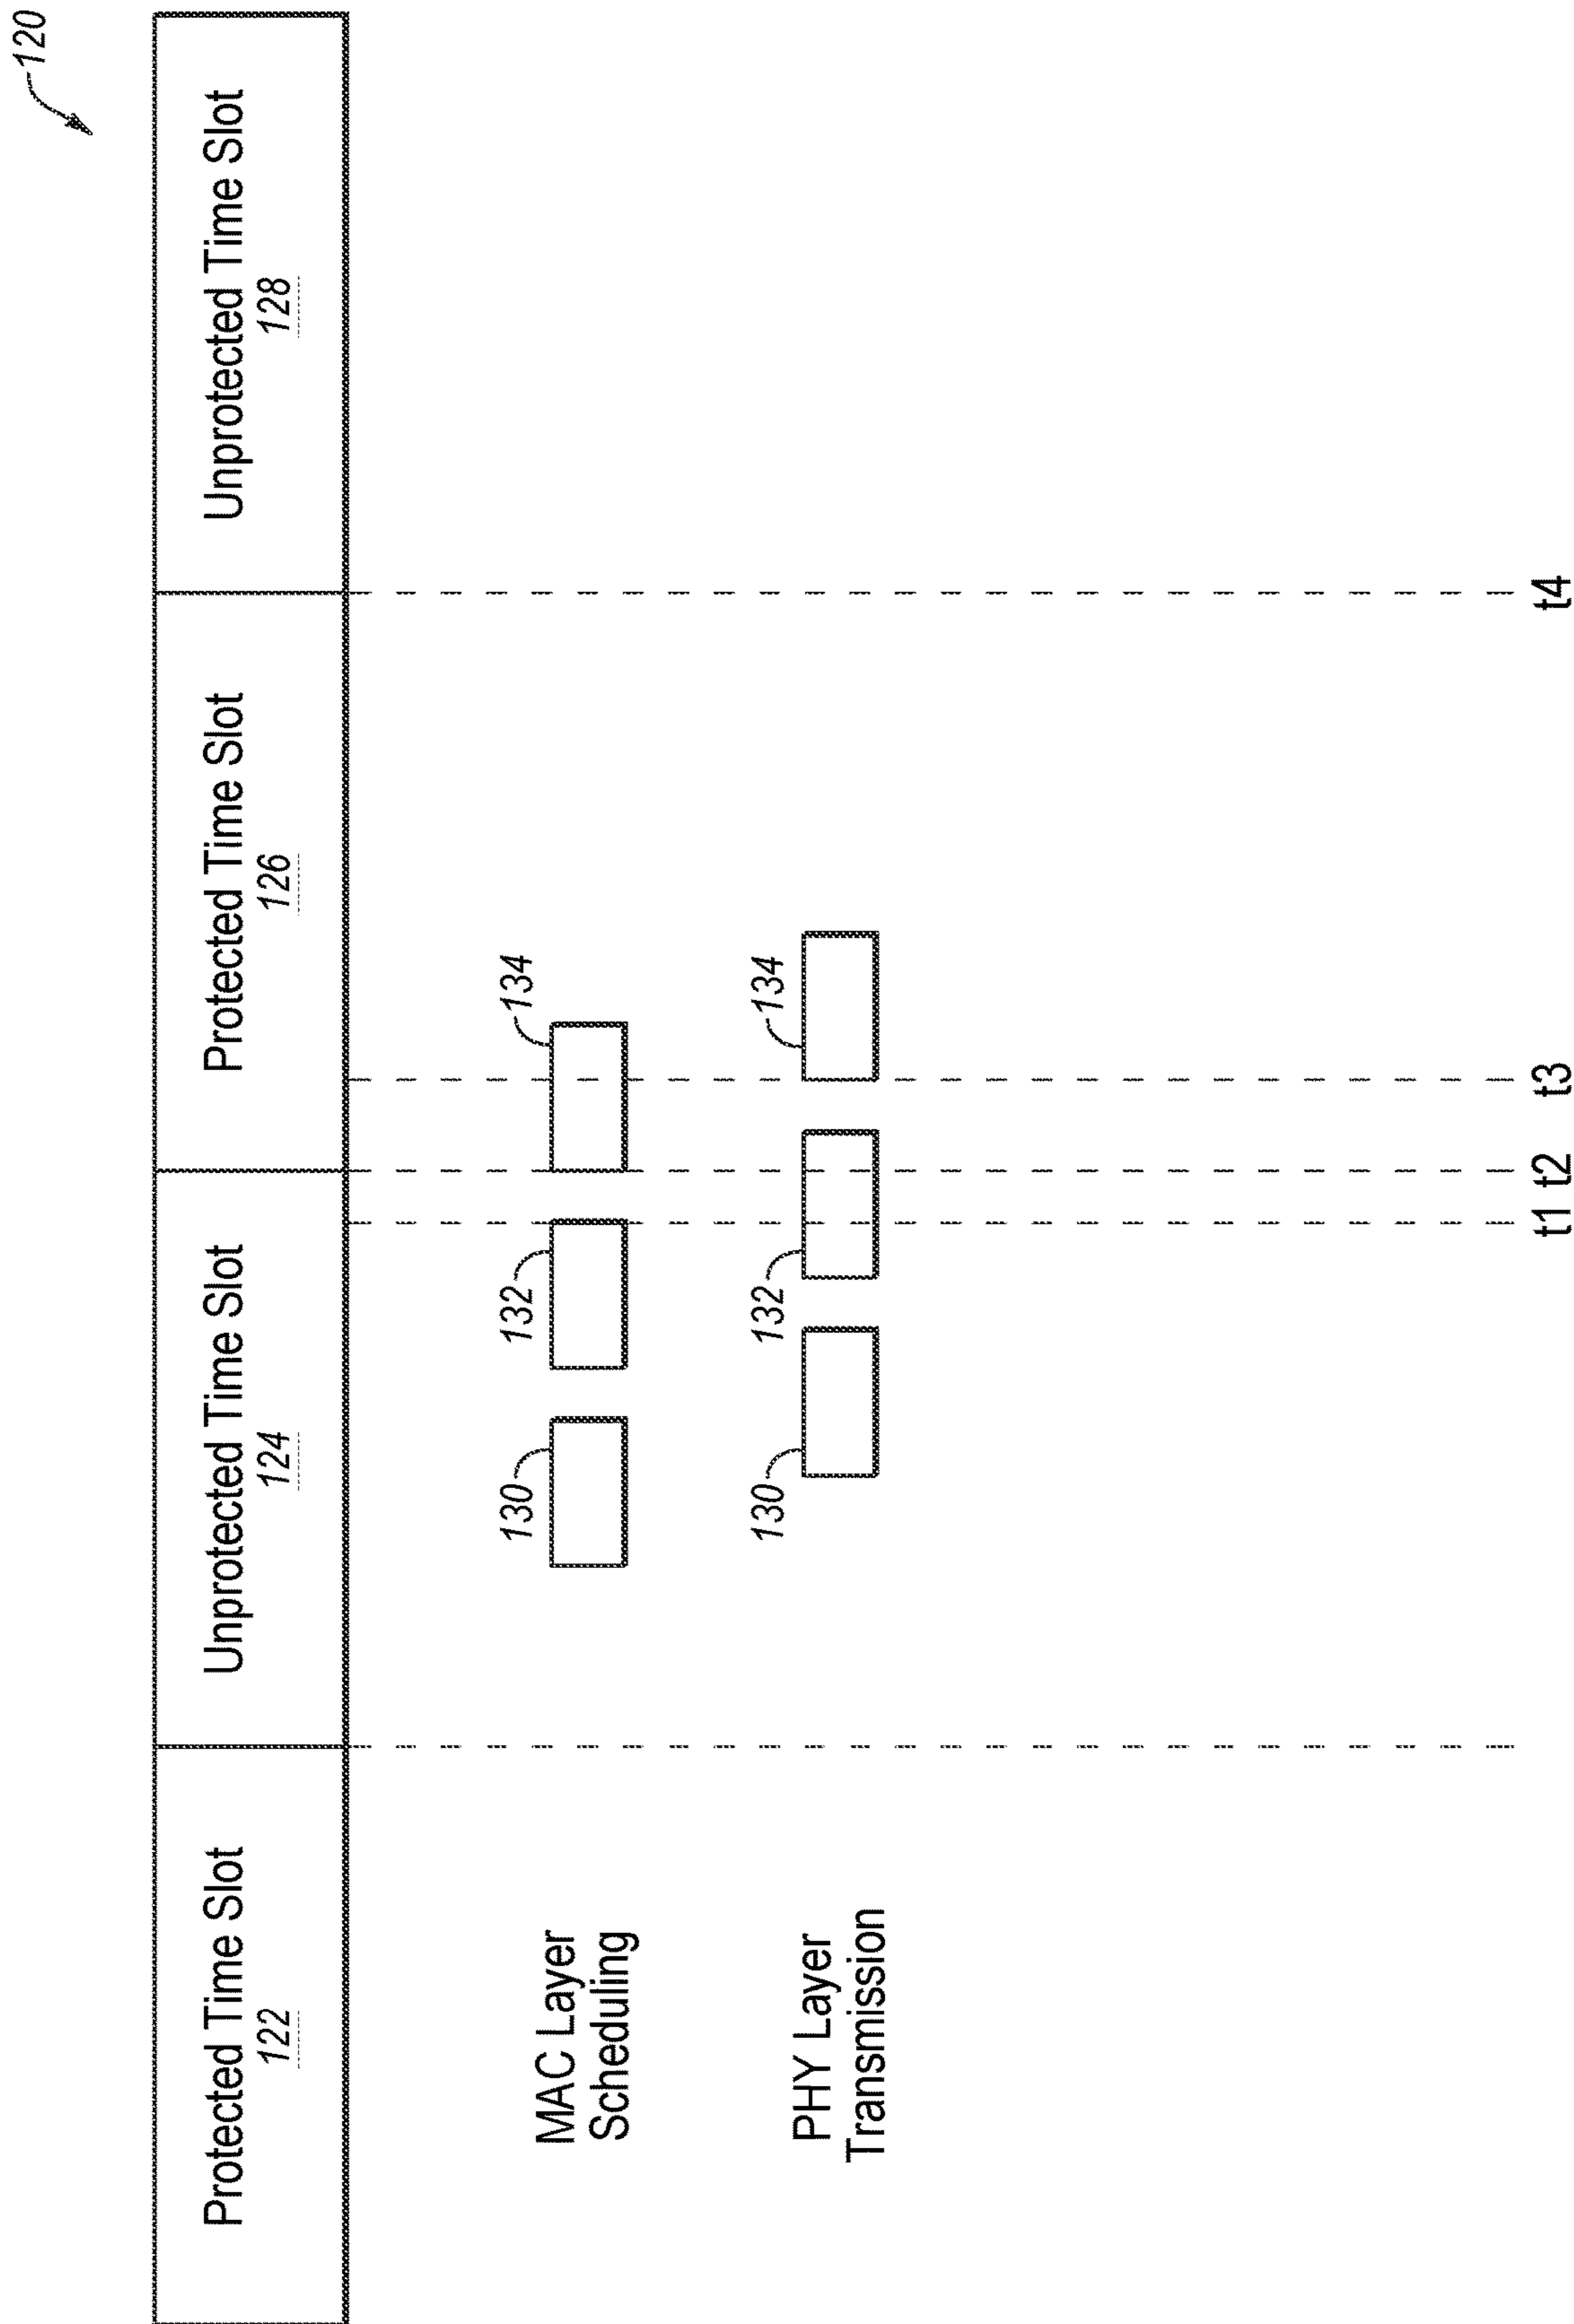 120
Protected Time Slot
122
Unprotected Time Slot
124
Protected Time Slot
126
Unprotected Time Slot
128
MAC Layer
Scheduling
130
132
134
PHY Layer
Transmission
130
132
134
t1
t2
t3
t4